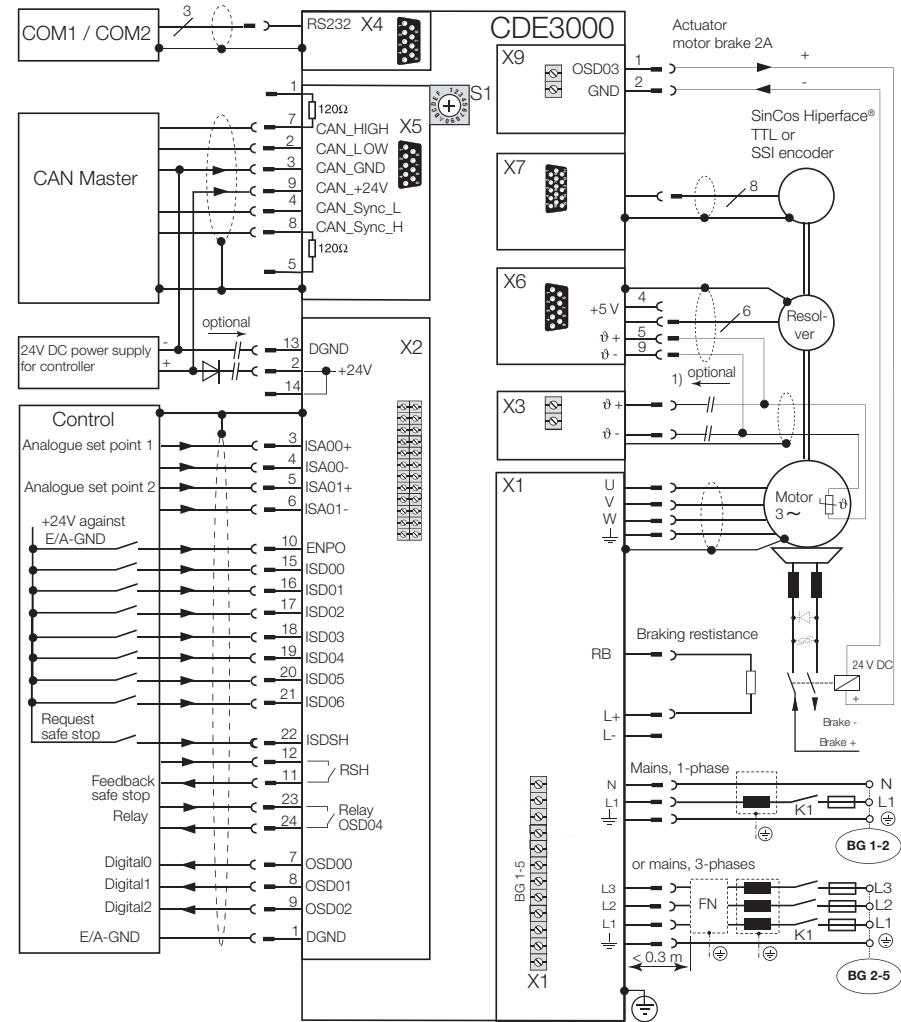 CDE3000
COM1 / COM2
3
RS232 X4
X9
OSD03 1
GND 2
Actuator
motor brake 2A
+
-
S1
CAN Master
1
120Ω
7 CAN_HIGH X5
2 CAN_LOW
3 CAN_GND
9 CAN_+24V
4 CAN_Sync_L
8 CAN_Sync_H
120Ω
5
SinCos Hiperface®
TTL or
SSI encoder
X7
8
X6
+5 V 4
6
ϑ + 5
ϑ - 9
Resol-
ver
1) optional
X3
ϑ +
ϑ -
optional
24V DC power supply
for controller
-
+
13 DGND X2
2 +24V
14
Control
Analogue set point 1 3 ISA00+
4 ISA00-
Analogue set point 2 5 ISA01+
6 ISA01-
+24V against
E/A-GND
10 ENPO
15 ISD00
16 ISD01
17 ISD02
18 ISD03
19 ISD04
20 ISD05
21 ISD06
Request
safe stop
22 ISDSH
12
RSH
11
Feedback
safe stop
23
Relay
Relay
OSD04
24
Digital0 7 OSD00
Digital1 8 OSD01
Digital2 9 OSD02
E/A-GND 1 DGND
X1
U
V
W
Motor
3 ~
ϑ
Braking restistance
RB
L+
L-
24 V DC
+
Brake -
Brake +
Mains, 1-phase
N N
L1 K1 L1
BG 1-2
or mains, 3-phases
L3 L3
L2 FN L2
L1 K1 L1
< 0.3 m
BG 2-5
BG 1-5
X1